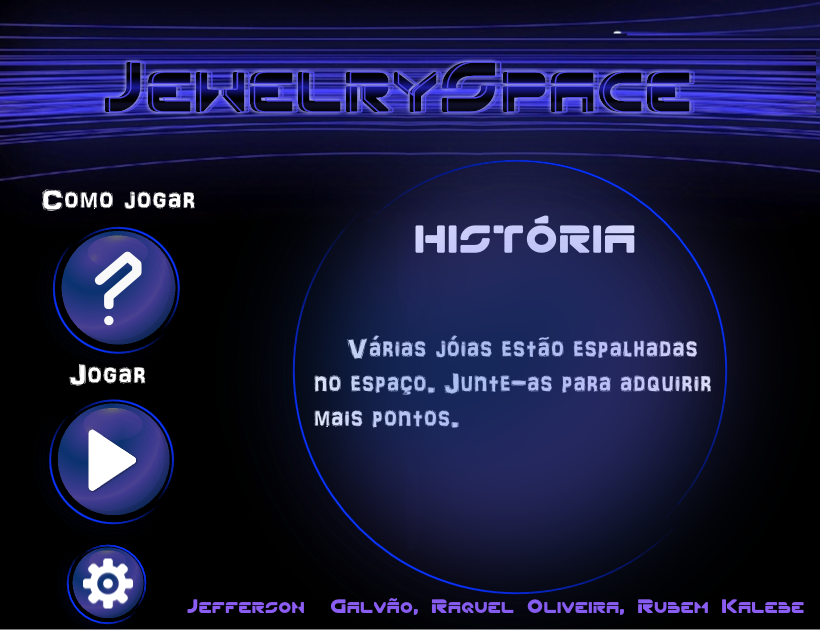 JewelrySpace
Como jogar
?
História
Jogar
Várias jóias estão espalhadas
no espaço. Junte-as para adquirir
mais pontos.
Jefferson Galvão, Raquel Oliveira, Rubem Kalebe